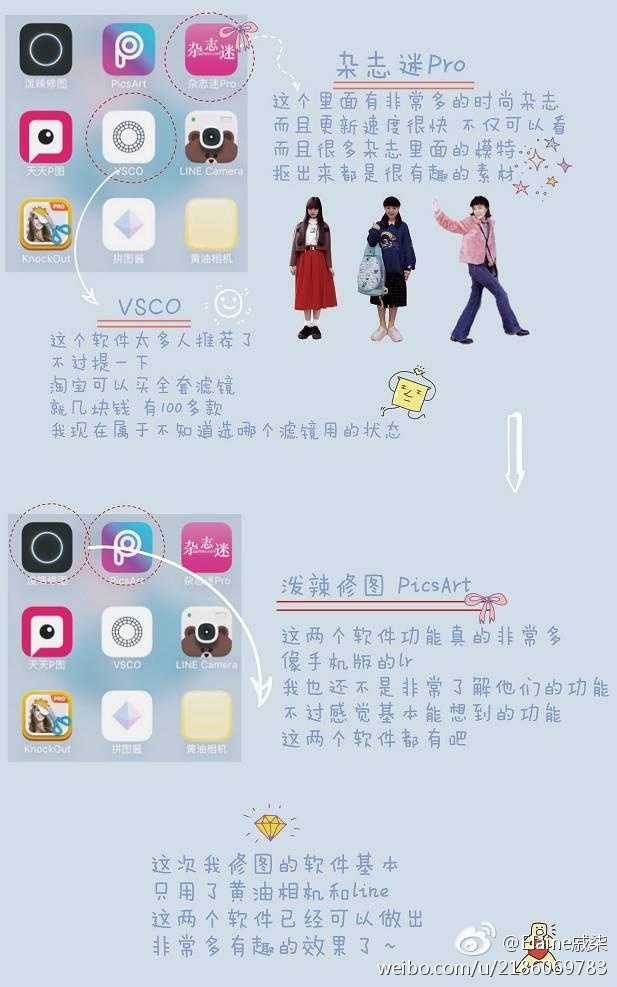 泼辣修图
PicsArt
杂志迷Pro
杂志迷
天天P图
VSCO
LINE Camera
PRO
KnockOut
拼图酱
黄油相机
杂志迷Pro
这个里面有非常多的时尚杂志
而且更新速度很快 不仅可以看
而且很多杂志里面的模特
抠出来都是很有趣的素材
VSCO
这个软件太多人推荐了
不过提一下
淘宝可以买全套滤镜
就几块钱 有100多款
我现在属于不知道选哪个滤镜用的状态
泼辣修图
PicsArt
杂志迷Pro
杂志迷
天天P图
VSCO
LINE Camera
PRO
KnockOut
拼图酱
黄油相机
泼辣修图 PicsArt
这两个软件功能真的非常多
像手机版的lr
我也还不是非常了解他们的功能
不过感觉基本能想到的功能
这两个软件都有吧
这次我修图的软件基本
只用了黄油相机和line
这两个软件已经可以做出
非常多有趣的效果了~
@Elaine戚柒
weibo.com/u/2186069783